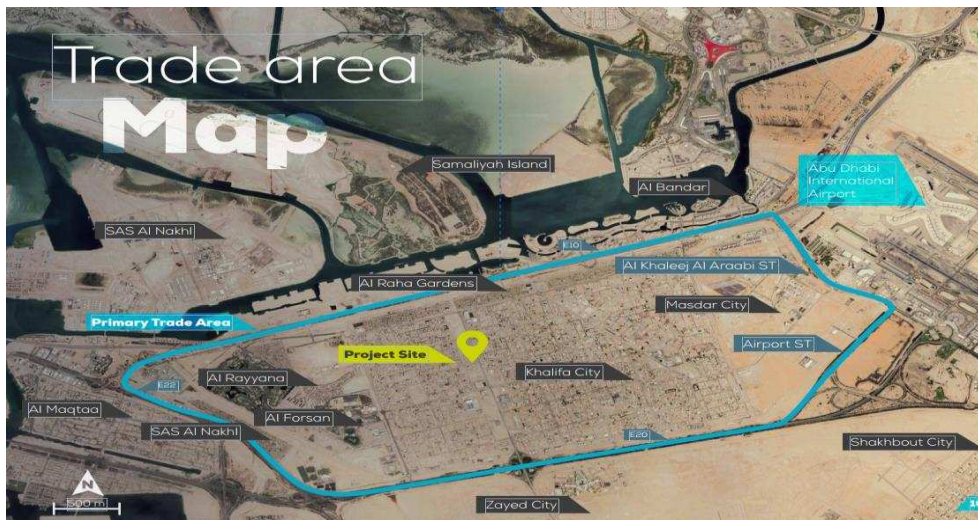 Trade area
Map
Samaliyah Island
Al Bandar
Abu Dhabi
International
Airport
SAS Al Nakhl
E10
Al Khaleej Al Araabi ST
Al Raha Gardens
Masdar City
Primary Trade Area
Airport ST
Project Site
Khalifa City
E22
Al Rayyana
Al Maqtaa
Al Forsan
SAS Al Nakhl
E20
Shakhbout City
N
500 m
Zayed City